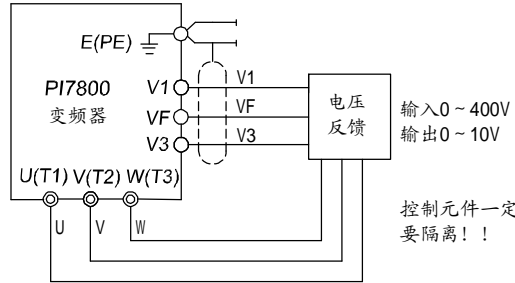 E(PE)
PI7800
变频器
V1
VF
V3
V1
VF
V3
电压
反馈
输入0～400V
输出0～10V
U(T1) V(T2) W(T3)
U V W
控制元件一定
要隔离！！